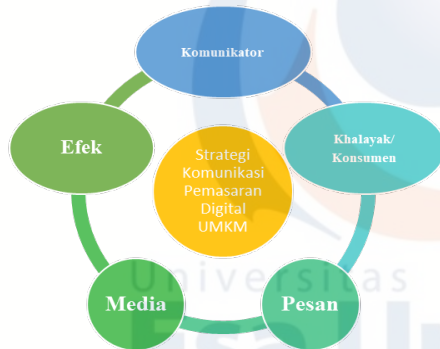 Komunikator
Khalayak/
Konsumen
Efek
Strategi
Komunikasi
Pemasaran
Digital
UMKM
Universitas
Media
Pesan